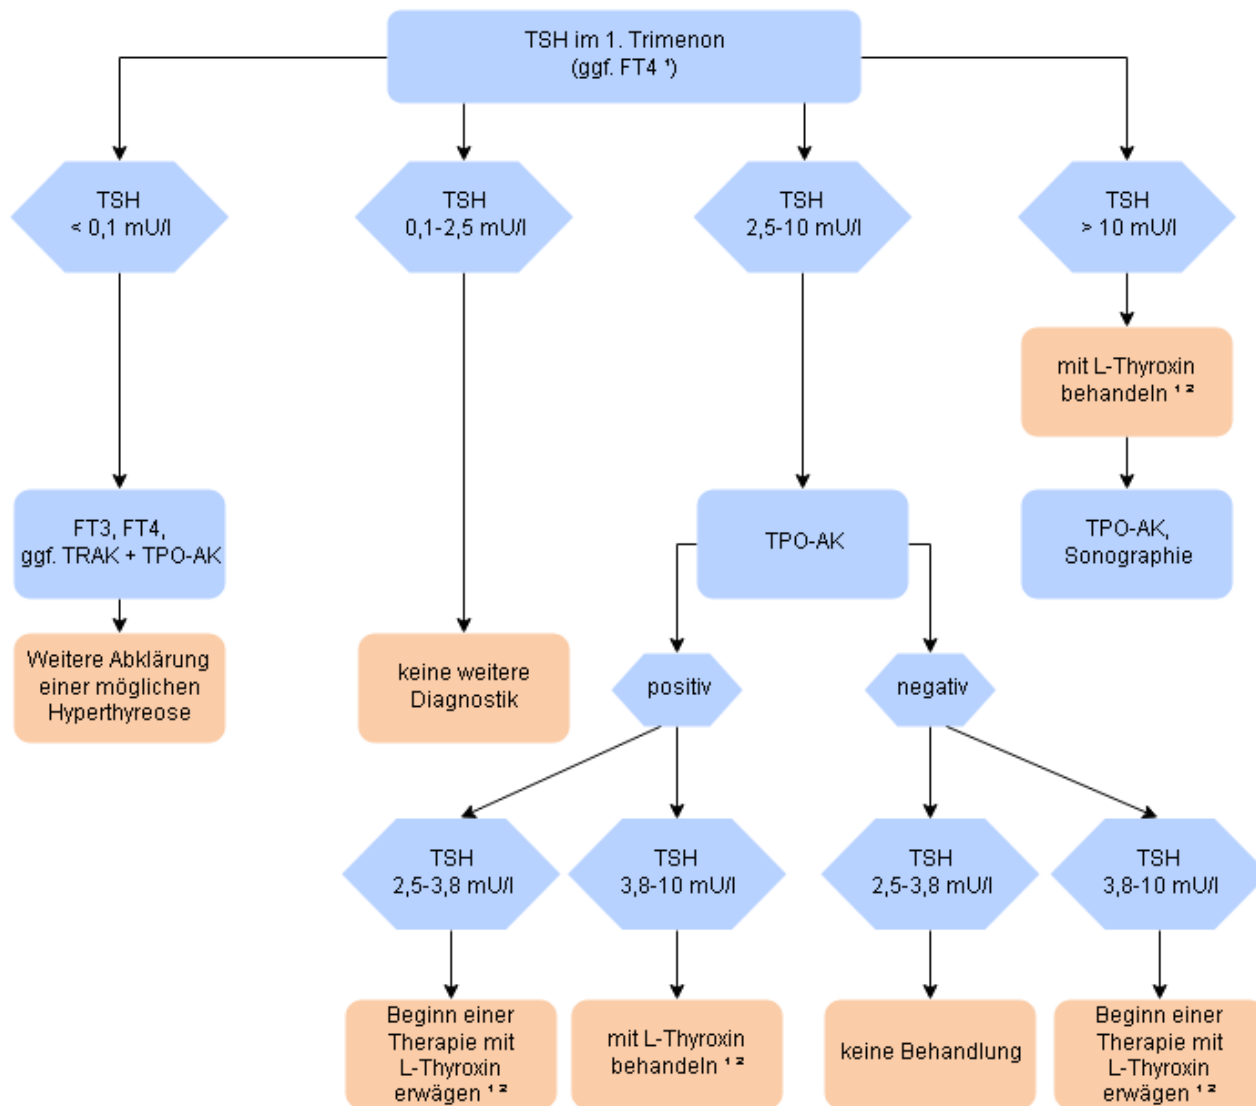 TSH im 1. Trimenon
(ggf. FT4 ¹)
TSH
< 0,1 mU/l
TSH
0,1-2,5 mU/l
TSH
2,5-10 mU/l
TSH
> 10 mU/l
mit L-Thyroxin
behandeln ¹ ²
FT3, FT4,
ggf. TRAK + TPO-AK
TPO-AK
TPO-AK,
Sonographie
Weitere Abklärung
einer möglichen
Hyperthyreose
keine weitere
Diagnostik
positiv
negativ
TSH
2,5-3,8 mU/l
TSH
3,8-10 mU/l
TSH
2,5-3,8 mU/l
TSH
3,8-10 mU/l
Beginn einer
Therapie mit
L-Thyroxin
erwägen ¹ ²
mit L-Thyroxin
behandeln ¹ ²
keine Behandlung
Beginn einer
Therapie mit
L-Thyroxin
erwägen ¹ ²